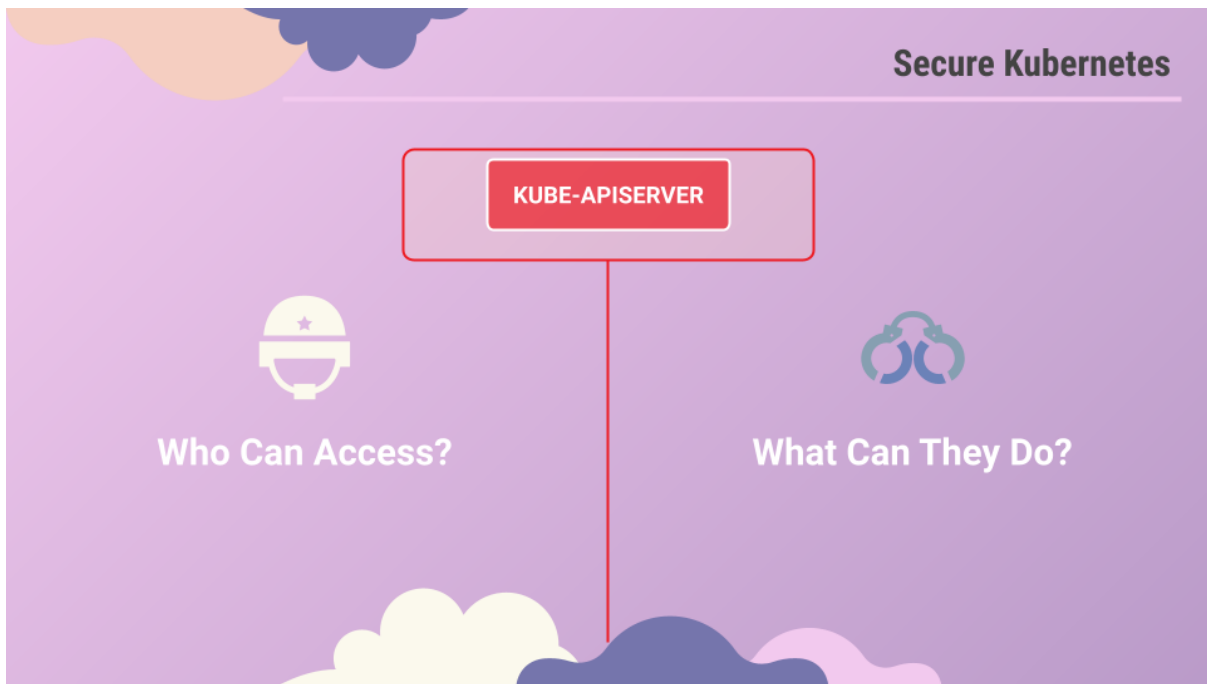 Secure Kubernetes
KUBE-APISERVER
Who Can Access?
What Can They Do?